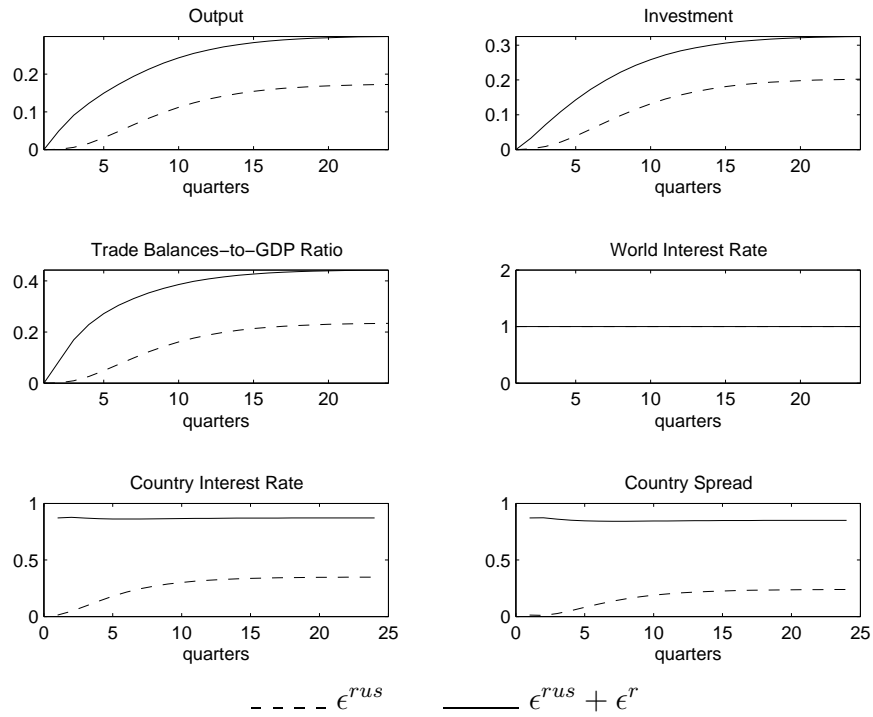 Output
Investment
0.2
0.1
0
5 10 15 20
quarters
0.3
0.2
0.1
0
5 10 15 20
quarters
Trade Balances−to−GDP Ratio
World Interest Rate
0.4
0.2
0
5 10 15 20
quarters
2
1
0
5 10 15 20
quarters
Country Interest Rate
Country Spread
1
0.5
0
0 5 10 15 20 25
quarters
1
0.5
0
0 5 10 15 20 25
quarters
ϵ^{rus} ϵ^{rus} + ϵ^{r}